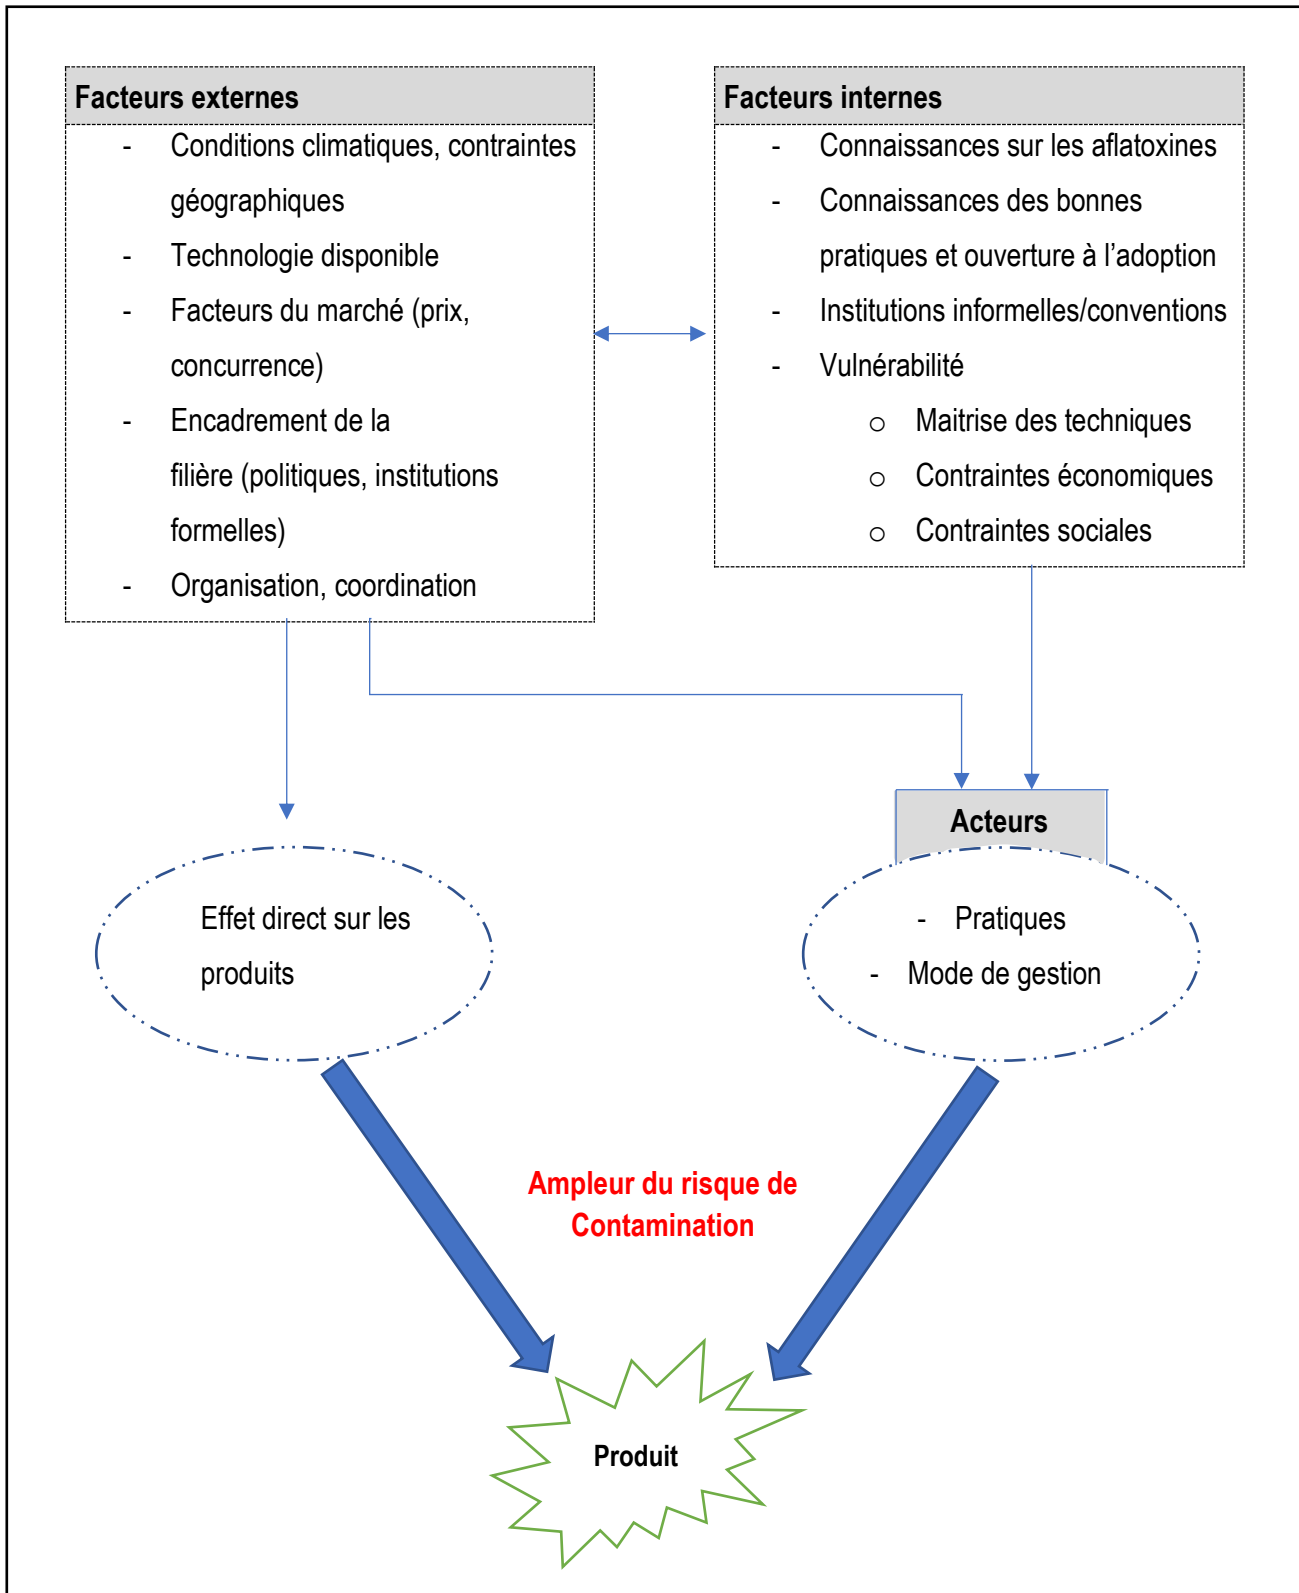 Facteurs externes
- Conditions climatiques, contraintes
géographiques
- Technologie disponible
- Facteurs du marché (prix,
concurrence)
- Encadrement de la
filière (politiques, institutions
formelles)
- Organisation, coordination
Facteurs internes
- Connaissances sur les aflatoxines
- Connaissances des bonnes
pratiques et ouverture à l’adoption
- Institutions informelles/conventions
- Vulnérabilité
o Maitrise des techniques
o Contraintes économiques
o Contraintes sociales
Acteurs
Effet direct sur les
produits
- Pratiques
- Mode de gestion
Ampleur du risque de
Contamination
Produit